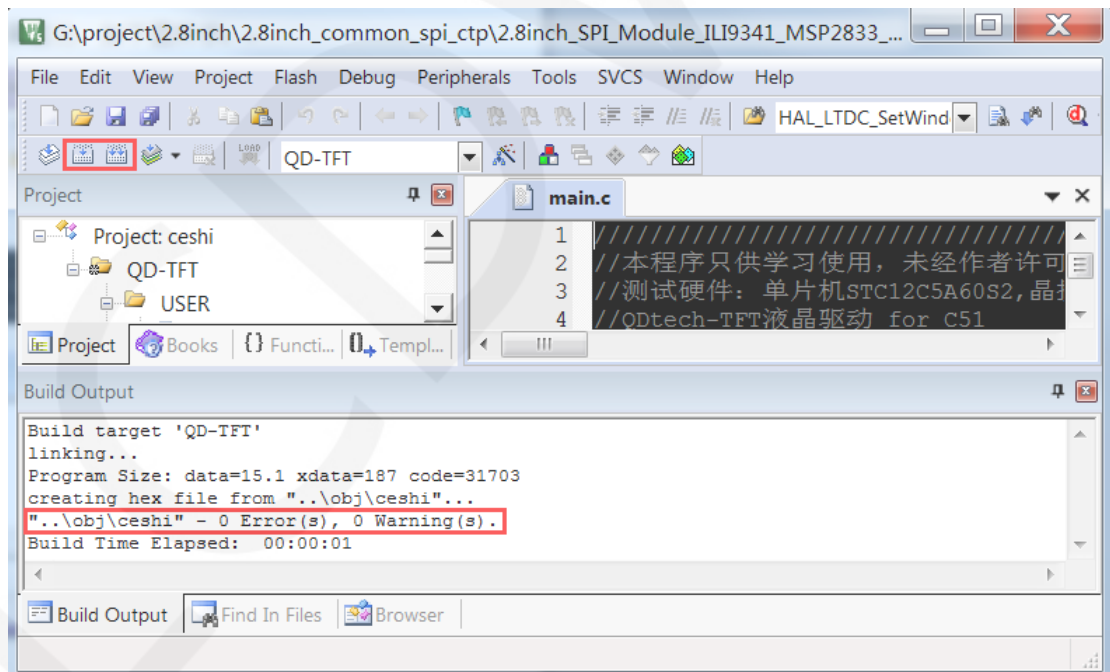 G:\project\2.8inch\2.8inch_common_spi_ctp\2.8inch_SPI_Module_ILI9341_MSP2833_...
File Edit View Project Flash Debug Peripherals Tools SVCS Window Help
HAL_LTDC_SetWind
LOAD
QD-TFT
Project
main.c
Project: ceshi
QD-TFT
USER
1 ///////////////////////////////////
2 //本程序只供学习使用，未经作者许可
3 //测试硬件：单片机STC12C5A60S2,晶
4 //QDtech-TFT液晶驱动 for C51
Project Books {} Functi... 0 Templ...
Build Output
Build target 'QD-TFT'
linking...
Program Size: data=15.1 xdata=187 code=31703
creating hex file from "..\obj\ceshi"...
"..\obj\ceshi" - 0 Error(s), 0 Warning(s).
Build Time Elapsed: 00:00:01
Build Output Find In Files Browser